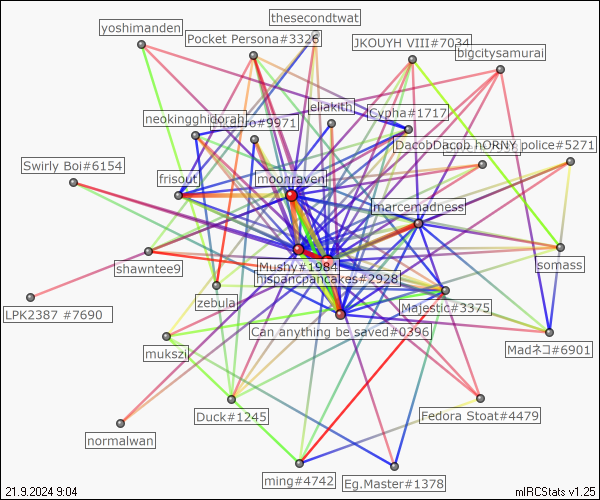 thesecondtwat
yoshimanden
Pocket Persona#3326
JKOUYH VIII#7034
bigcitysamurai
eliakith
neokingghidorah
#9971
Cypha#1717
DacobDacob
HORNY police#5271
Swirly Boi#6154
frisout
moonraven
marcemadness
shawntee9
Mushy#1984
hispancpancakes#2928
somass
LPK2387 #7690
zebula
Majestic#3375
Can anything be saved#0396
mukszi
Madネコ#6901
Duck#1245
Fedora Stoat#4479
normalwan
ming#4742
Eg.Master#1378
21.9.2024 9:04
mIRCStats v1.25